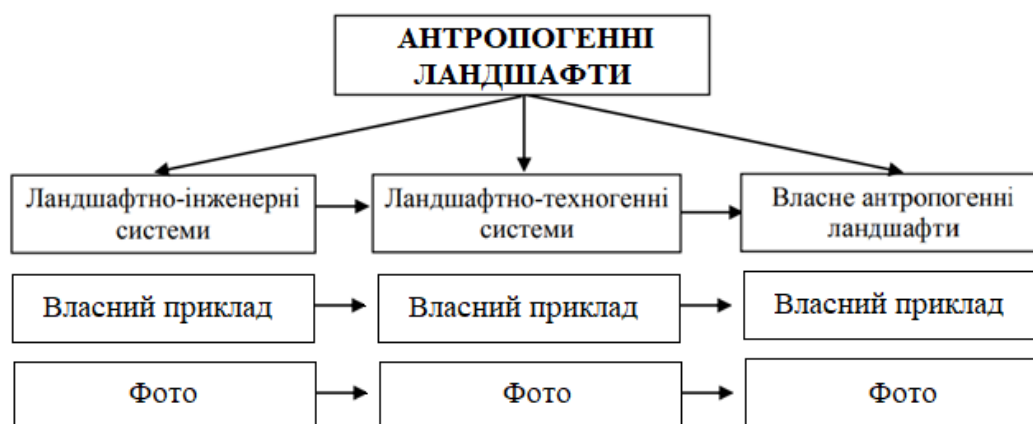 АНТРОПОГЕННІ
ЛАНДШАФТИ
Ландшафтно-інженерні
системи
Ландшафтно-техногенні
системи
Власне антропогенні
ландшафти
Власний приклад
Власний приклад
Власний приклад
Фото
Фото
Фото